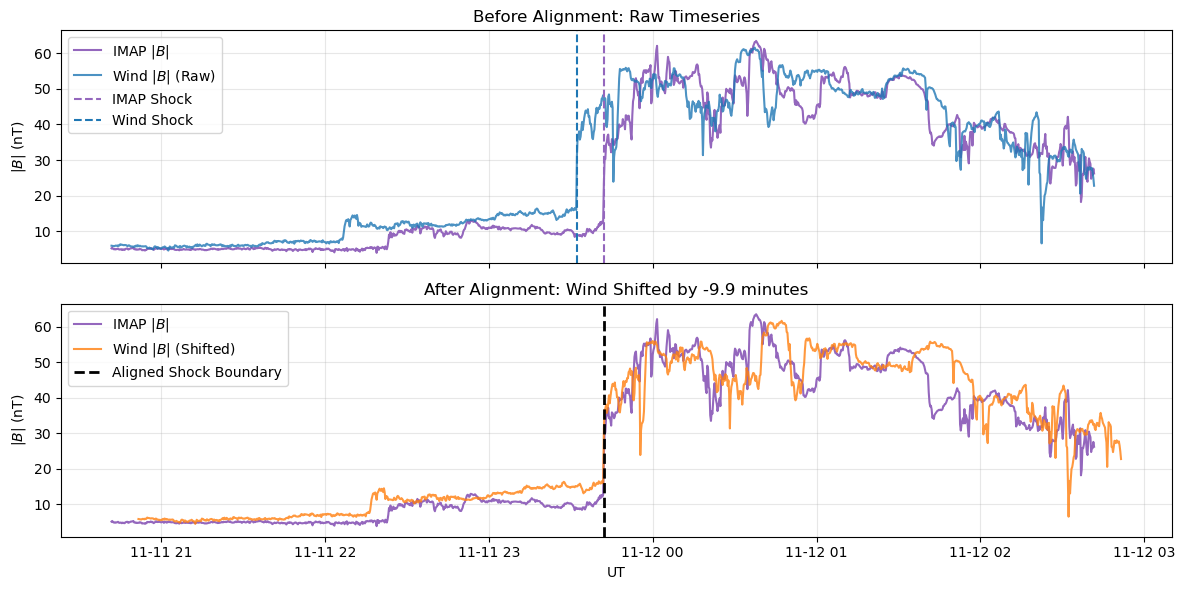 Before Alignment: Raw Timeseries
60
50
40
30
20
10
|B| (nT)
IMAP |B|
Wind |B| (Raw)
IMAP Shock
Wind Shock
After Alignment: Wind Shifted by -9.9 minutes
60
50
40
30
20
10
|B| (nT)
IMAP |B|
Wind |B| (Shifted)
Aligned Shock Boundary
11-11 21
11-11 22
11-11 23
11-12 00
11-12 01
11-12 02
11-12 03
UT